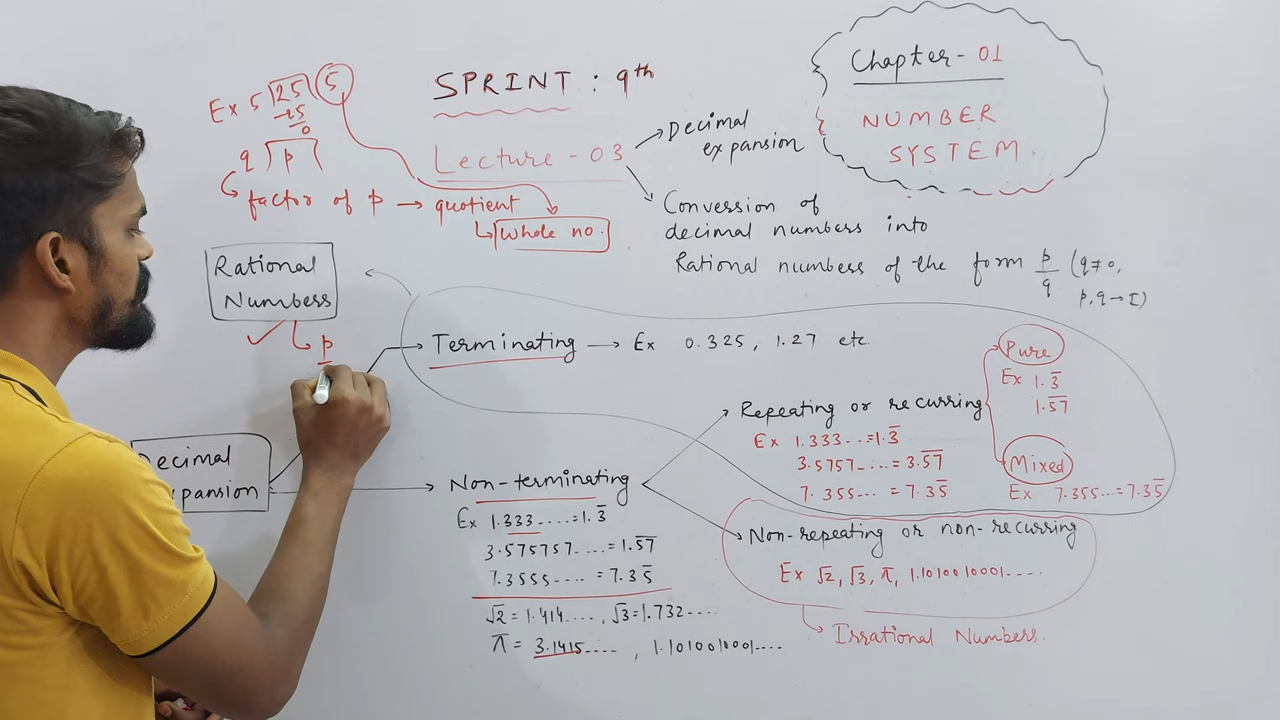 Chapter-01
NUMBER
SYSTEM
SPRINT : 9th
Lecture-03
Decimal
expansion
Conversion of
decimal numbers into
Rational numbers of the form p/q (q≠0,
p,q→I)
Ex 5)25(5
-25
0
q)p(
factor of p → quotient
Whole no.
Rational
Numbers
p
Decimal
xpansion
Terminating → Ex 0.325, 1.27 etc.
Non-terminating
Ex 1.333.....=1.3̅
3.575757.....=1.5̅7̅
7.3555.....=7.35̅
√2=1.414....., √3=1.732.....
π= 3.1415....., 1.1010010001.....
Repeating or recurring
Ex 1.333...=1.3̅
3.5757.....=3.5̅7̅
7.355...=7.35̅
Pure
Ex 1.3̅
1.5̅7̅
Mixed
Ex 7.355...=7.35̅
Non-repeating or non-recurring
Ex √2, √3, π, 1.1010010001.....
Irrational Numbers.